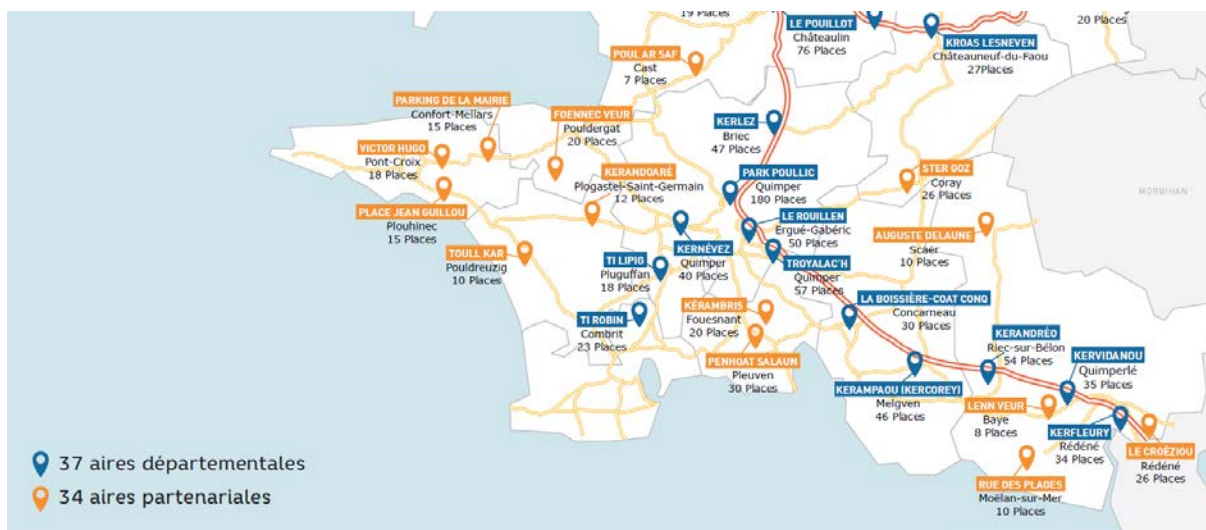 19 Places
LE POUILLOT
Châteaulin
76 Places
20 Places
KROAS LESNEVEN
Châteauneuf-du-Faou
27Places
POUL AR SAF
Cast
7 Places
PARKING DE LA MAIRIE
Confort-Meilars
15 Places
FOENNEC VEUR
Pouldergat
20 Places
KERLEZ
Briec
47 Places
VICTOR HUGO
Pont-Croix
18 Places
KERANDOARÉ
Plogastel-Saint-Germain
12 Places
PARK POULLIC
Quimper
180 Places
STER GOZ
Coray
26 Places
MORBIHAN
PLACE JEAN GUILLOU
Plouhinec
15 Places
LE ROUILLEN
Ergué-Gabéric
50 Places
AUGUSTE DELAUNE
Scaër
10 Places
TOULL KAR
Pouldreuzig
10 Places
KERNÉVEZ
Quimper
40 Places
TI LIPIG
Pluguffan
18 Places
TROYALAC'H
Quimper
57 Places
LA BOISSIÈRE-COAT CONQ
Concarneau
30 Places
KÉRAMBRIS
Fouesnant
20 Places
TI ROBIN
Combrit
23 Places
KERANDRÉO
Riec-sur-Bélon
54 Places
PENHOAT SALAUN
Pleuven
30 Places
KERVIDANOU
Quimperlé
35 Places
KERAMPAOU (KERCOREY)
Melgven
46 Places
LENN VEUR
Baye
8 Places
KERFLEURY
Rédéné
34 Places
LE CROËZIOU
Rédéné
26 Places
RUE DES PLAGES
Moëlan-sur-Mer
10 Places
37 aires départementales
34 aires partenariales